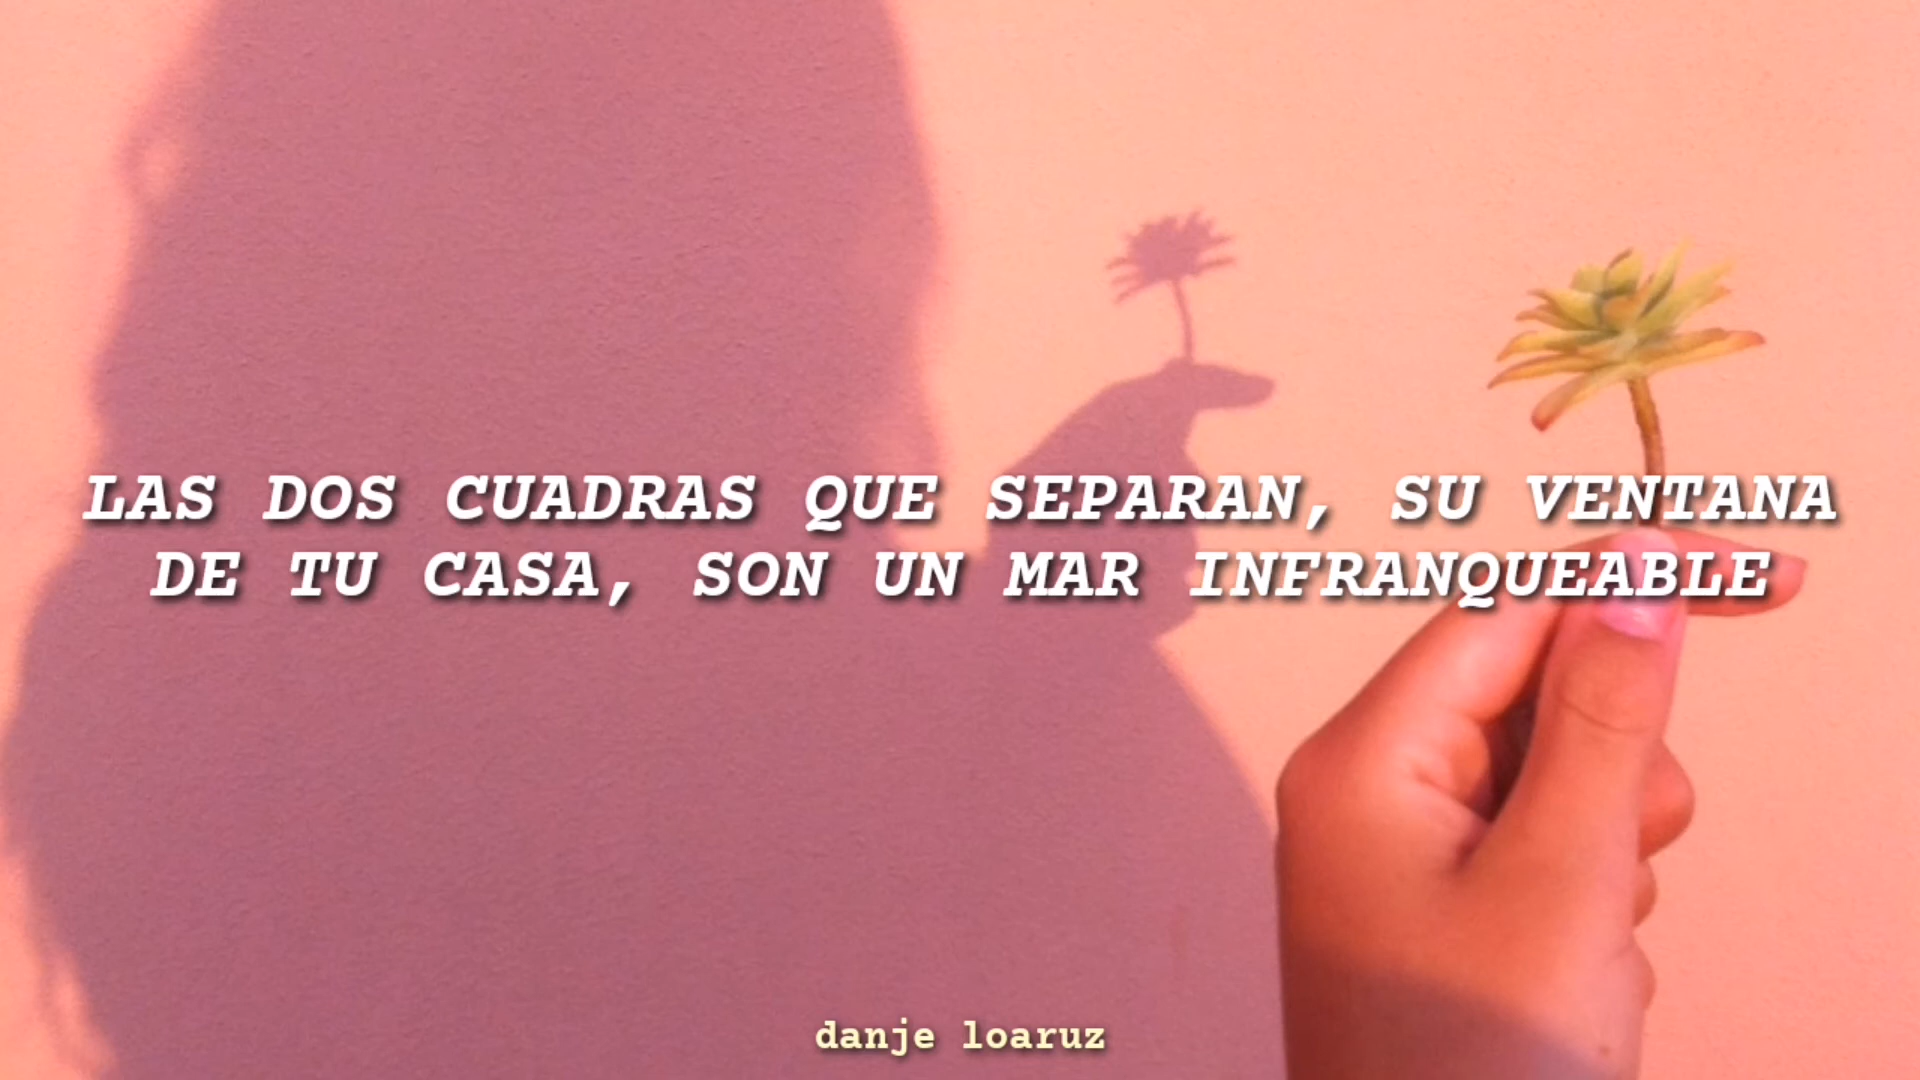 LAS DOS CUADRAS QUE SEPARAN, SU VENTANA
DE TU CASA, SON UN MAR INFRANQUEABLE
danje loaruz